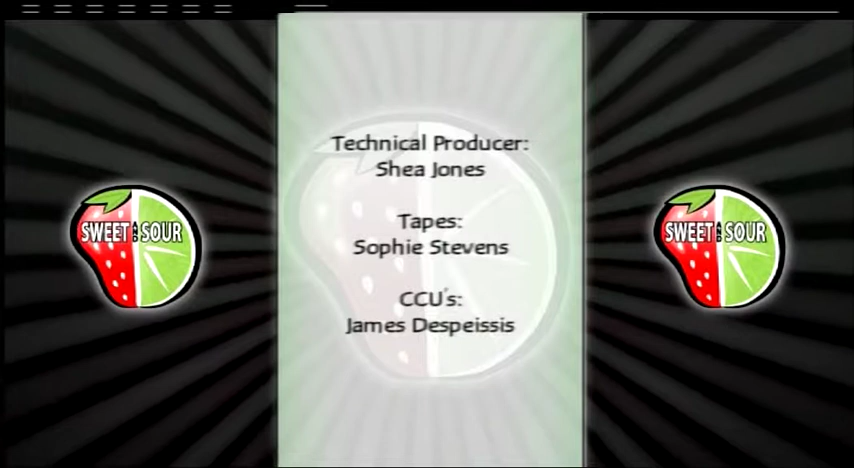 Technical Producer:
Shea Jones
Tapes:
Sophie Stevens
CCU's:
James Despeissis
SWEET & SOUR
SWEET & SOUR